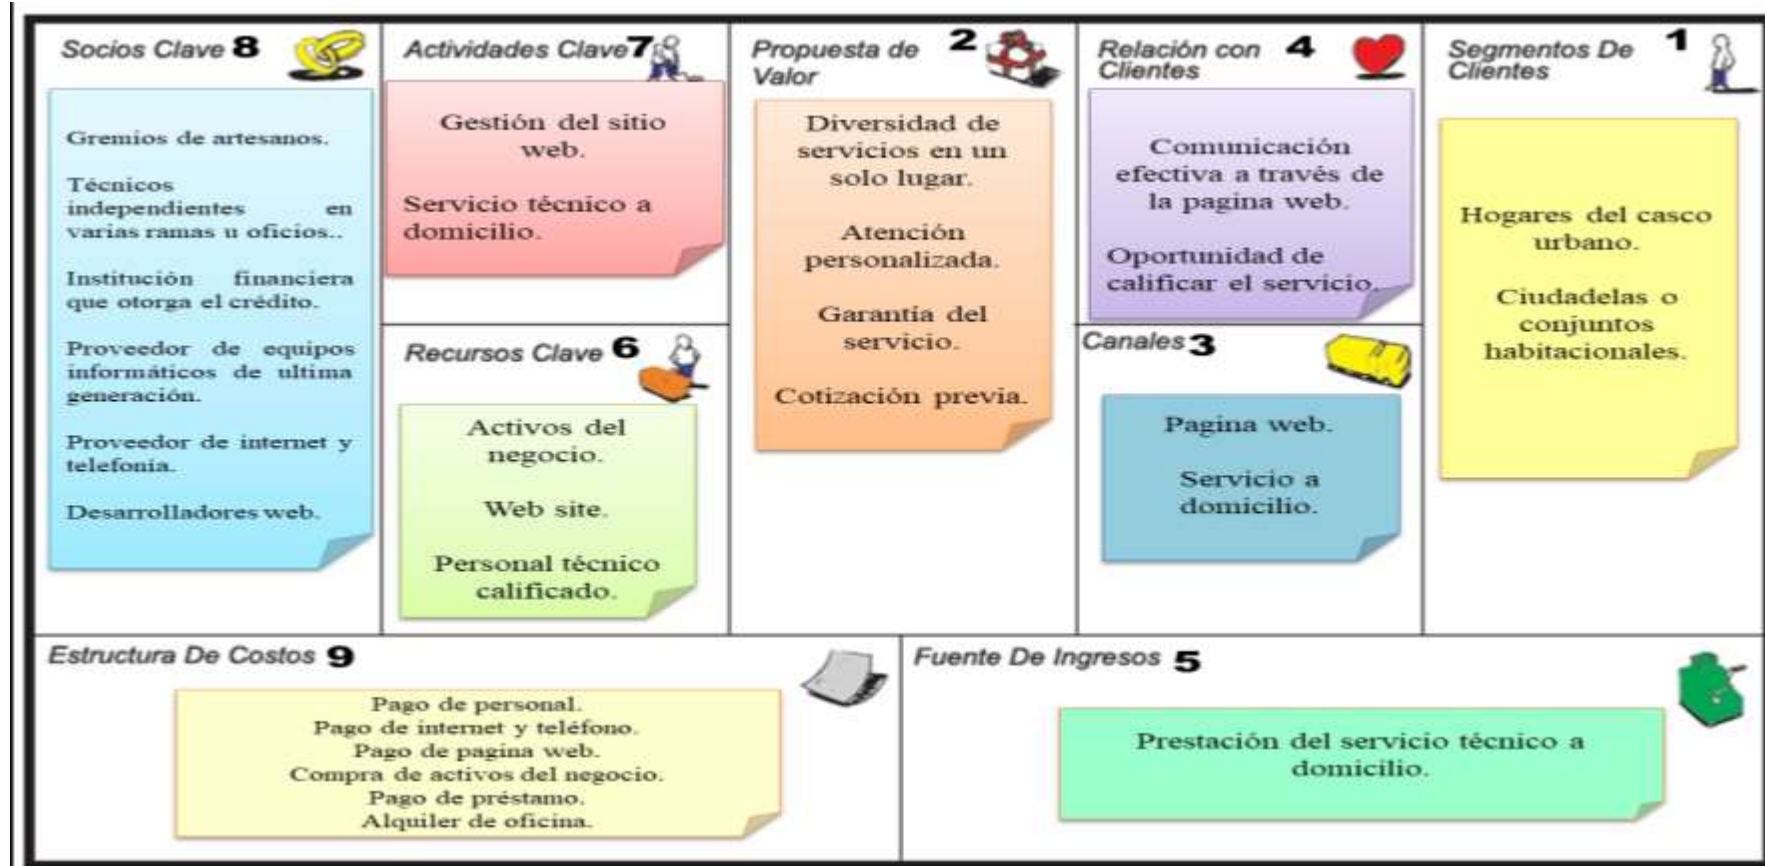 Socios Clave 8
Gremios de artesanos.
Técnicos
independientes en
varias ramas u oficios..
Institución financiera
que otorga el crédito.
Proveedor de equipos
informáticos de ultima
generación.
Proveedor de internet y
telefonía.
Desarrolladores web.
Actividades Clave 7
Gestión del sitio
web.
Servicio técnico a
domicilio.
Recursos Clave 6
Activos del
negocio.
Web site.
Personal técnico
calificado.
Propuesta de 2
Valor
Diversidad de
servicios en un
solo lugar.
Atención
personalizada.
Garantía del
servicio.
Cotización previa.
Relación con 4
Clientes
Comunicación
efectiva a través de
la pagina web.
Oportunidad de
calificar el servicio.
Canales 3
Pagina web.
Servicio a
domicilio.
Segmentos De 1
Clientes
Hogares del casco
urbano.
Ciudadelas o
conjuntos
habitacionales.
Estructura De Costos 9
Pago de personal.
Pago de internet y teléfono.
Pago de pagina web.
Compra de activos del negocio.
Pago de préstamo.
Alquiler de oficina.
Fuente De Ingresos 5
Prestación del servicio técnico a
domicilio.